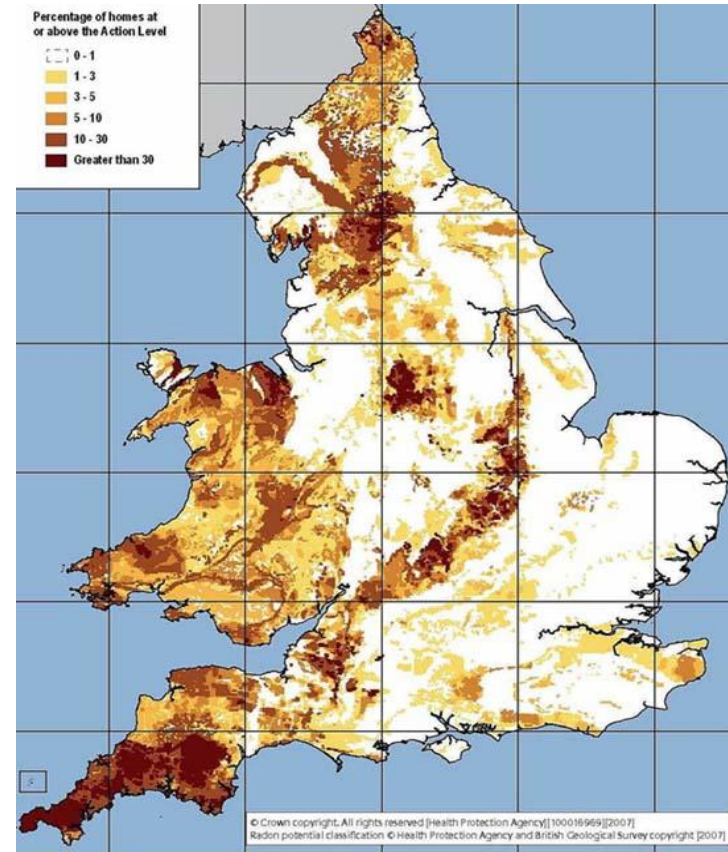 Percentage of homes at
or above the Action Level
0 - 1
1 - 3
3 - 5
5 - 10
10 - 30
Greater than 30
© Crown copyright. All rights reserved [Health Protection Agency][100016969][2007]
Radon potential classification © Health Protection Agency and British Geological Survey copyright [2007]